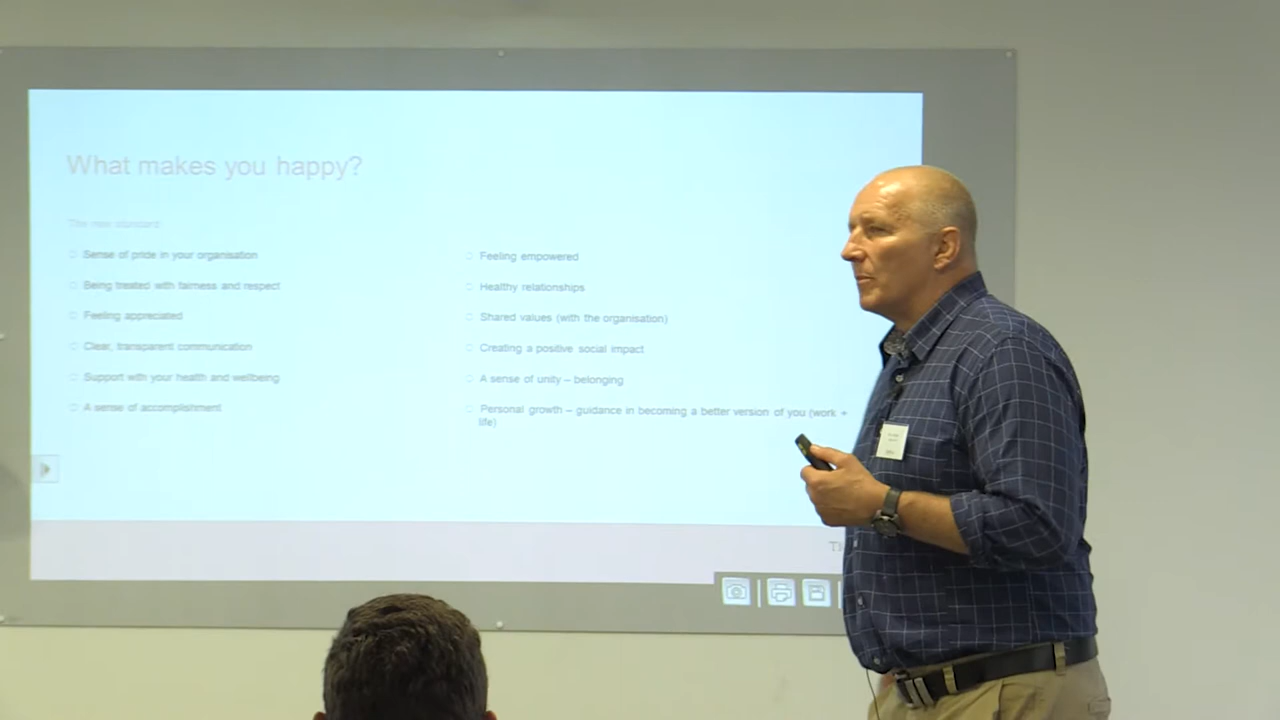 What makes you happy?
The new standard
Sense of pride in your organisation
Being treated with fairness and respect
Feeling appreciated
Clear, transparent communication
Support with your health and wellbeing
A sense of accomplishment
Feeling empowered
Healthy relationships
Shared values (with the organisation)
Creating a positive social impact
A sense of unity – belonging
Personal growth – guidance in becoming a better version of you (work +
life)